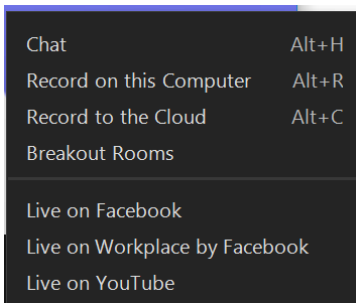 Chat Alt+H
Record on this Computer Alt+R
Record to the Cloud Alt+C
Breakout Rooms
Live on Facebook
Live on Workplace by Facebook
Live on YouTube